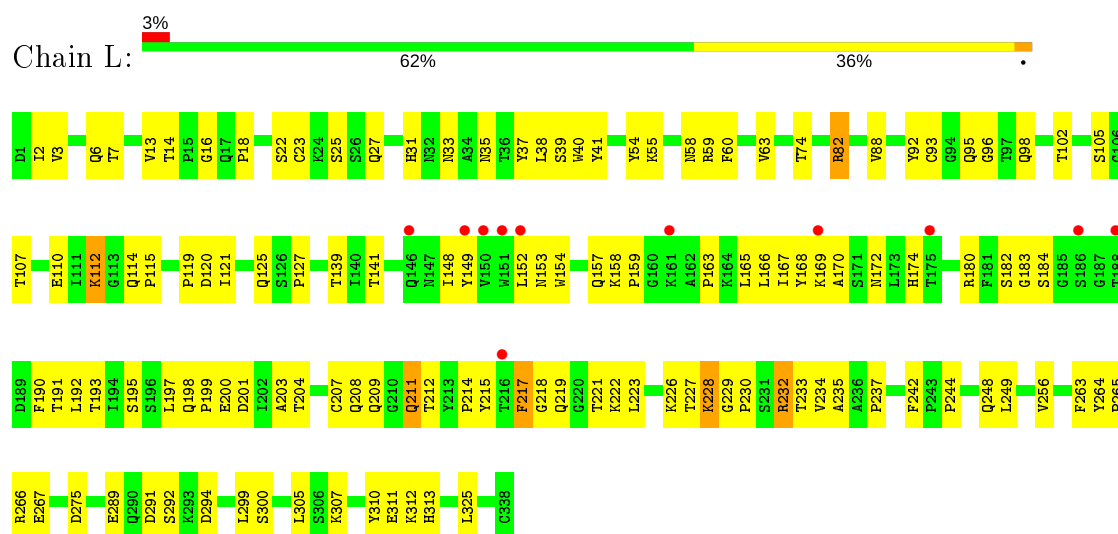 3%
Chain L:
62% 36% •
D1 I2 V3 Q6 T7 V13 T14 P15 G16 Q17 P18 S22 C23 K24 S25 S26 Q27 H31 N32 N33 A34 N35 T36 Y37 L38 S39 W40 Y41 Y54 K55 N58 R59 F60 V63 T74 R82 V88 Y92 C93 G94 Q95 G96 T97 Q98 T102 S105 G106
T107 E110 I111 K112 G113 Q114 P115 P119 D120 I121 Q125 S126 P127 T139 I140 T141 Q146 N147 I148 Y149 V150 W151 L152 N153 W154 Q157 K158 P159 G160 K161 A162 P163 K164 L165 L166 I167 Y168 K169 A170 S171 N172 L173 H174 T175 R180 F181 S182 G183 S184 G185 S186 G187 T188
D189 F190 T191 L192 T193 I194 S195 S196 L197 Q198 P199 E200 D201 I202 A203 T204 C207 Q208 Q209 G210 Q211 T212 Y213 P214 Y215 T216 F217 G218 Q219 G220 T221 K222 L223 K226 T227 K228 G229 P230 S231 R232 T233 V234 A235 A236 P237 F242 P243 P244 Q248 L249 V256 F263 Y264 P265
R266 E267 D275 E289 Q290 D291 S292 K293 D294 L299 S300 L305 S306 K307 Y310 E311 K312 H313 L325 C338